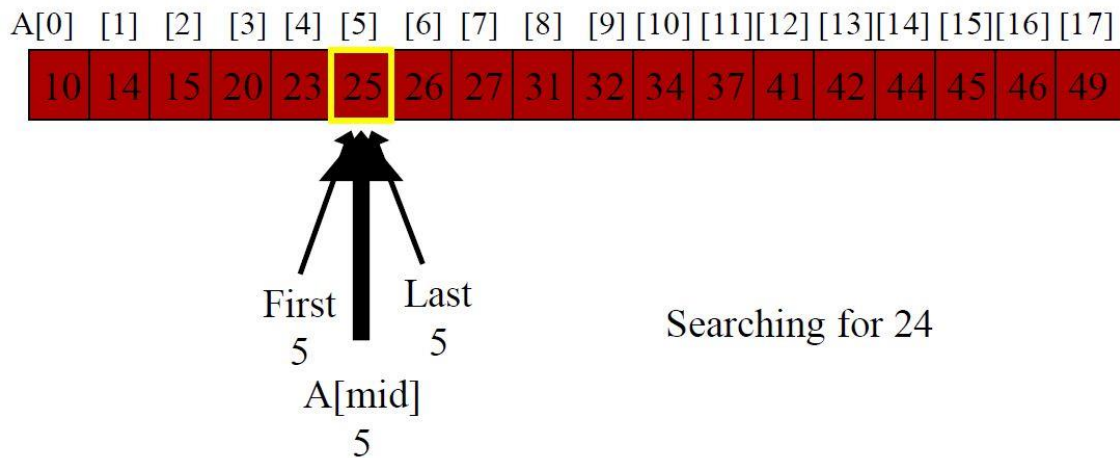 A[0] [1] [2] [3] [4] [5] [6] [7] [8] [9] [10] [11] [12] [13] [14] [15] [16] [17]
10 14 15 20 23 25 26 27 31 32 34 37 41 42 44 45 46 49
First Last
5 5
Searching for 24
A[mid]
5